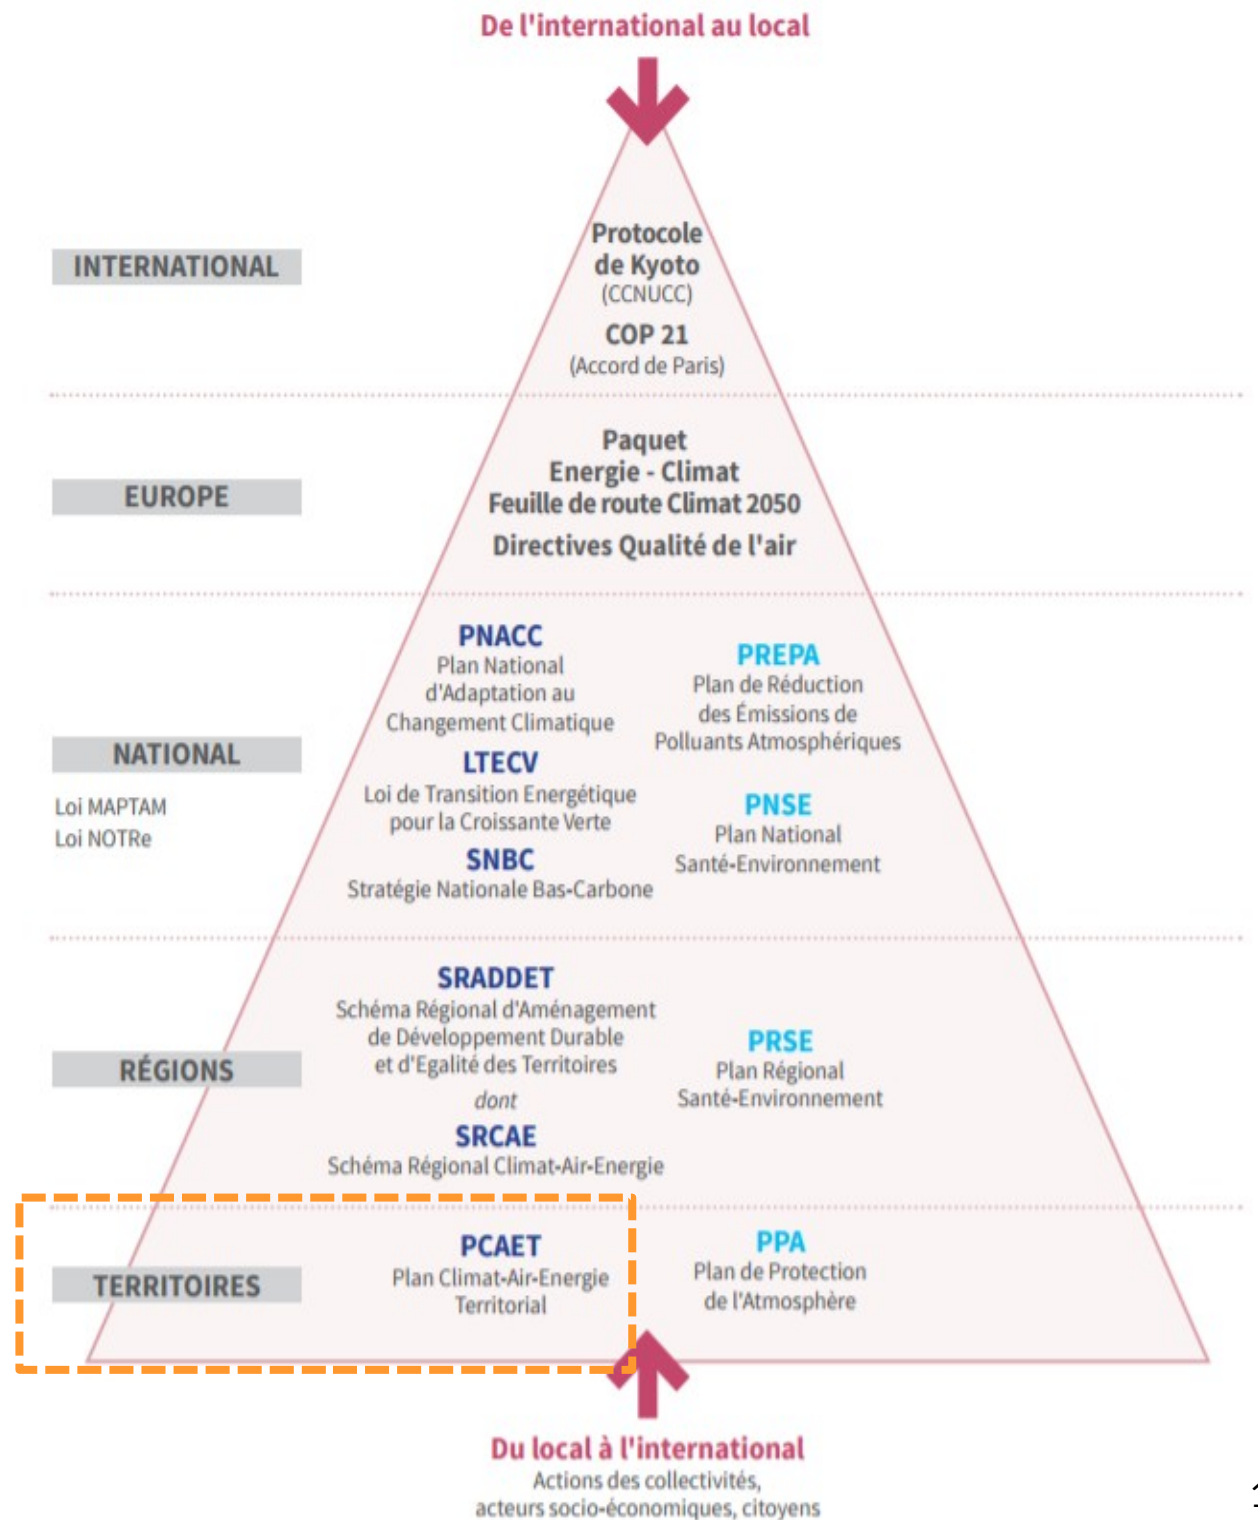 De l'international au local
INTERNATIONAL
Protocole
de Kyoto
(CCNUCC)
COP 21
(Accord de Paris)
EUROPE
Paquet
Energie - Climat
Feuille de route Climat 2050
Directives Qualité de l'air
NATIONAL
Loi MAPTAM
Loi NOTRe
PNACC
Plan National
d'Adaptation au
Changement Climatique
LTECV
Loi de Transition Energétique
pour la Croissante Verte
SNBC
Stratégie Nationale Bas-Carbone
PREPA
Plan de Réduction
des Émissions de
Polluants Atmosphériques
PNSE
Plan National
Santé-Environnement
RÉGIONS
SRADDET
Schéma Régional d'Aménagement
de Développement Durable
et d'Egalité des Territoires
dont
SRCAE
Schéma Régional Climat-Air-Energie
PRSE
Plan Régional
Santé-Environnement
TERRITOIRES
PCAET
Plan Climat-Air-Energie
Territorial
PPA
Plan de Protection
de l'Atmosphère
Du local à l'international
Actions des collectivités,
acteurs socio-économiques, citoyens